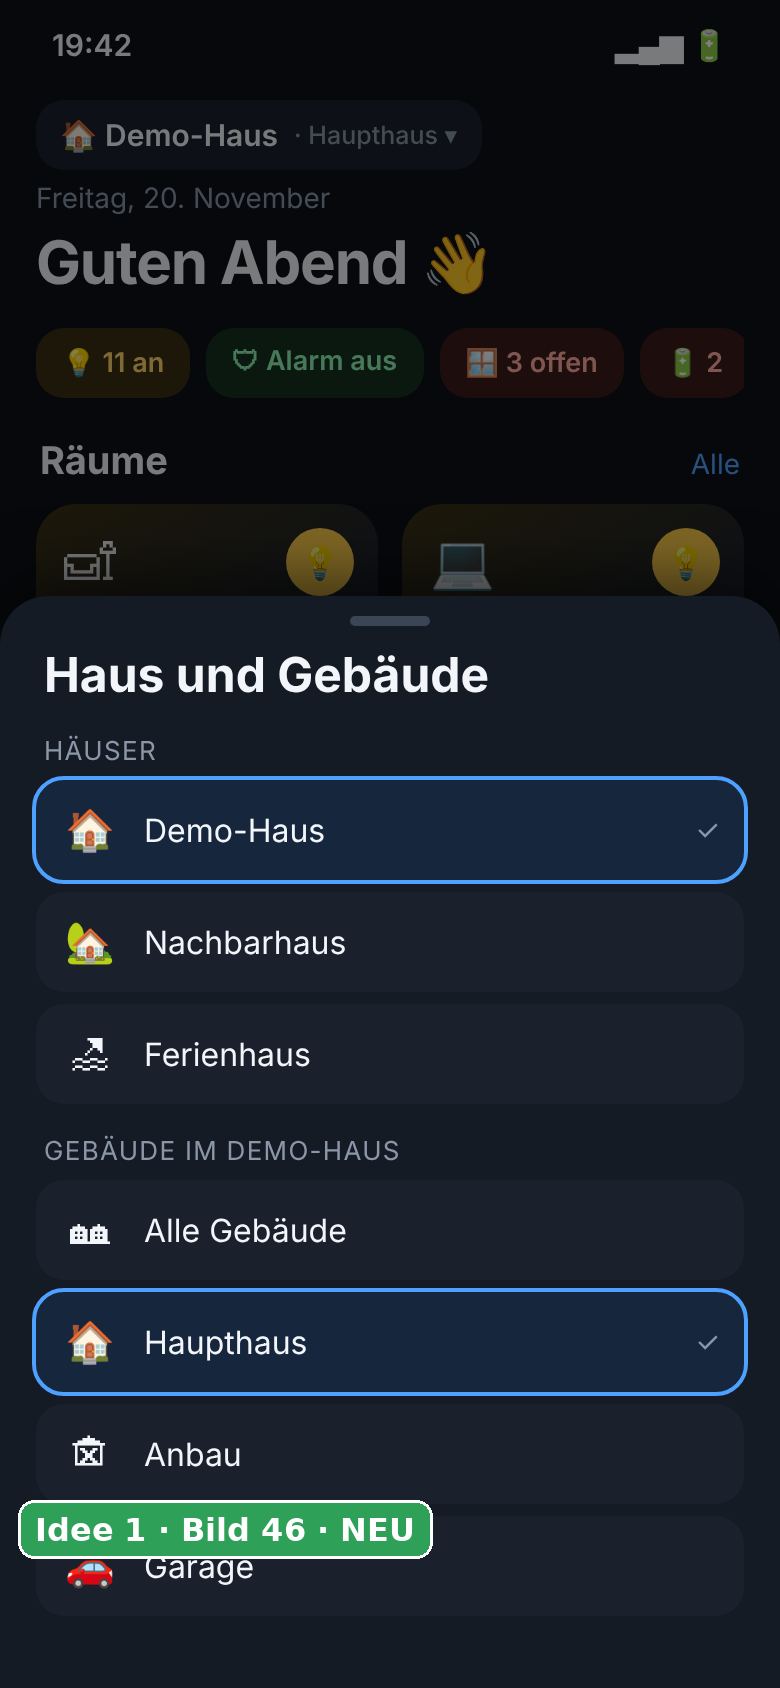 19:42
Demo-Haus · Haupthaus ▾
Freitag, 20. November
Guten Abend
11 an
Alarm aus
3 offen
2
Räume
Alle
Haus und Gebäude
HÄUSER
Demo-Haus
Nachbarhaus
Ferienhaus
GEBÄUDE IM DEMO-HAUS
Alle Gebäude
Haupthaus
Anbau
Idee 1 · Bild 46 · NEU
Garage